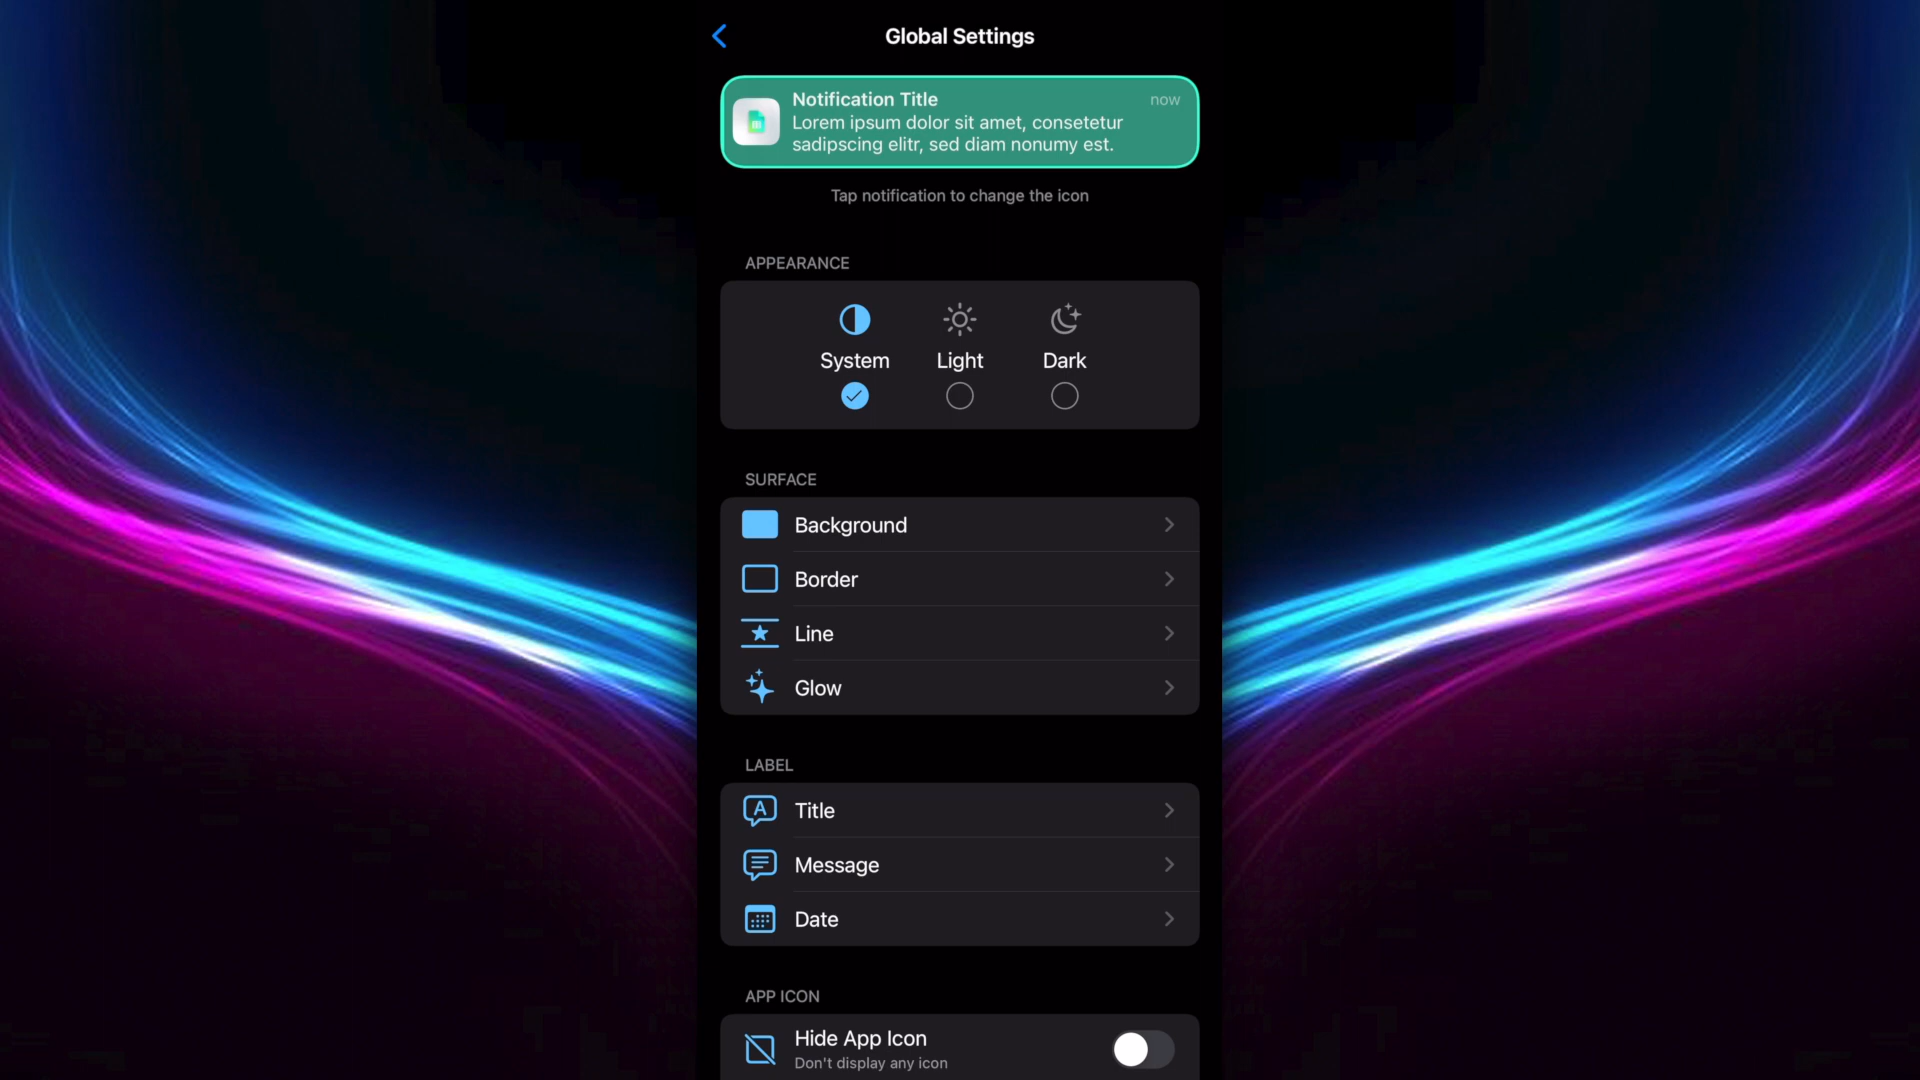 Global Settings
Notification Title
now
Lorem ipsum dolor sit amet, consetetur
sadipscing elitr, sed diam nonumy est.
Tap notification to change the icon
APPEARANCE
System
Light
Dark
SURFACE
Background
Border
Line
Glow
LABEL
Title
Message
Date
APP ICON
Hide App Icon
Don't display any icon